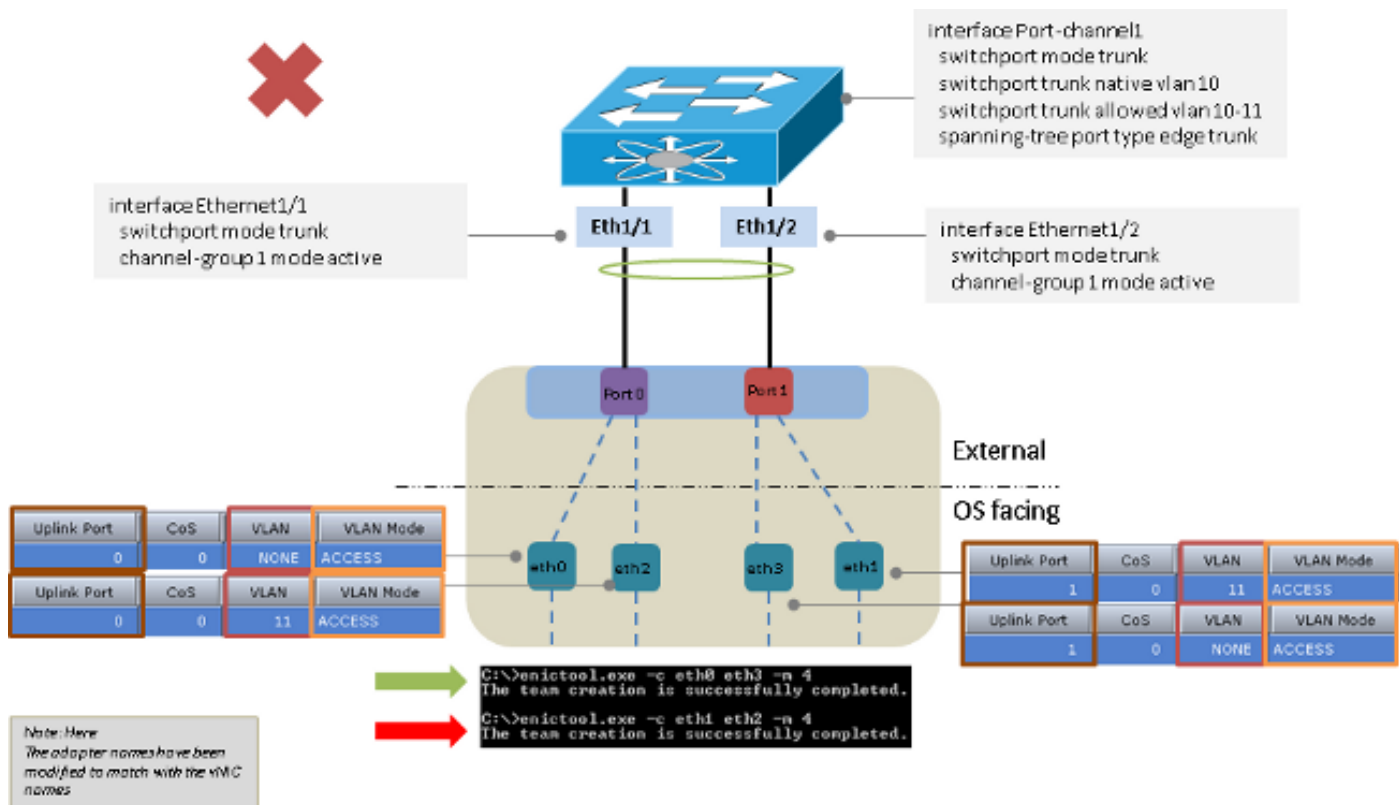 interface Port-channel1
switchport mode trunk
switchport trunk native vlan 10
switchport trunk allowed vlan 10-11
spanning-tree port type edge trunk
interface Ethernet1/1
switchport mode trunk
channel-group 1 mode active
Eth1/1
Eth1/2
interface Ethernet1/2
switchport mode trunk
channel-group 1 mode active
Port 0
Port 1
External
OS facing
Uplink Port CoS VLAN VLAN Mode
0 0 NONE ACCESS
Uplink Port CoS VLAN VLAN Mode
0 0 11 ACCESS
eth0
eth2
eth3
eth1
Uplink Port CoS VLAN VLAN Mode
1 0 11 ACCESS
Uplink Port CoS VLAN VLAN Mode
1 0 NONE ACCESS
C:\>enictool.exe -c eth0 eth3 -m 4
The team creation is successfully completed.
C:\>enictool.exe -c eth1 eth2 -m 4
The team creation is successfully completed.
Note: Here
The adapter names have been
modified to match with the vNIC
names